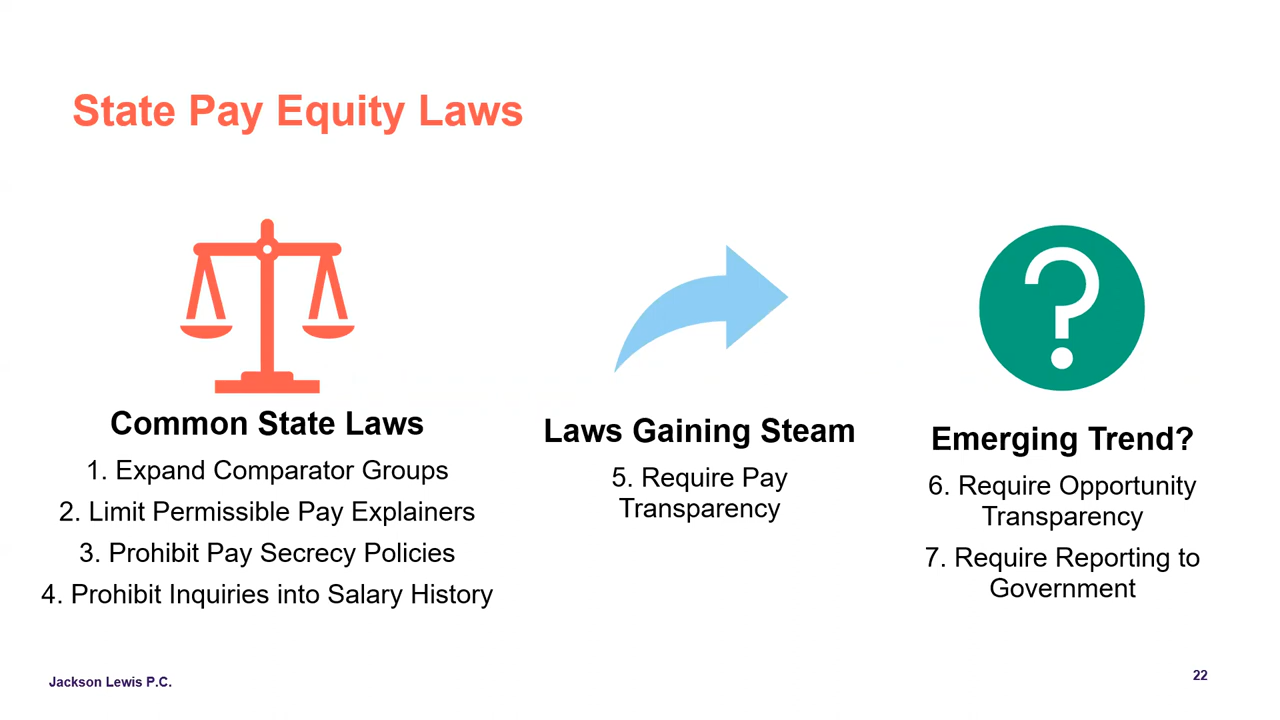 State Pay Equity Laws
Common State Laws
1. Expand Comparator Groups
2. Limit Permissible Pay Explainers
3. Prohibit Pay Secrecy Policies
4. Prohibit Inquiries into Salary History
Laws Gaining Steam
5. Require Pay
Transparency
Emerging Trend?
6. Require Opportunity
Transparency
7. Require Reporting to
Government
Jackson Lewis P.C.
22